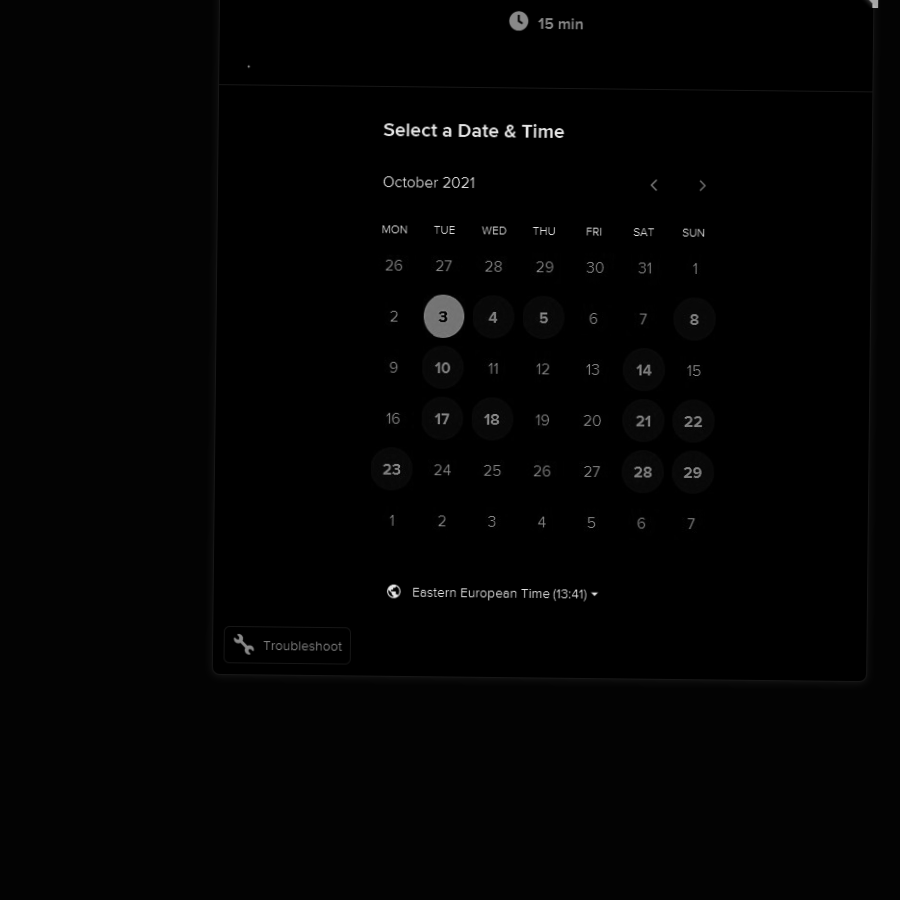 15 min
.
Select a Date & Time
October 2021
MON TUE WED THU FRI SAT SUN
26 27 28 29 30 31 1
2 3 4 5 6 7 8
9 10 11 12 13 14 15
16 17 18 19 20 21 22
23 24 25 26 27 28 29
1 2 3 4 5 6 7
Eastern European Time (13:41)
Troubleshoot